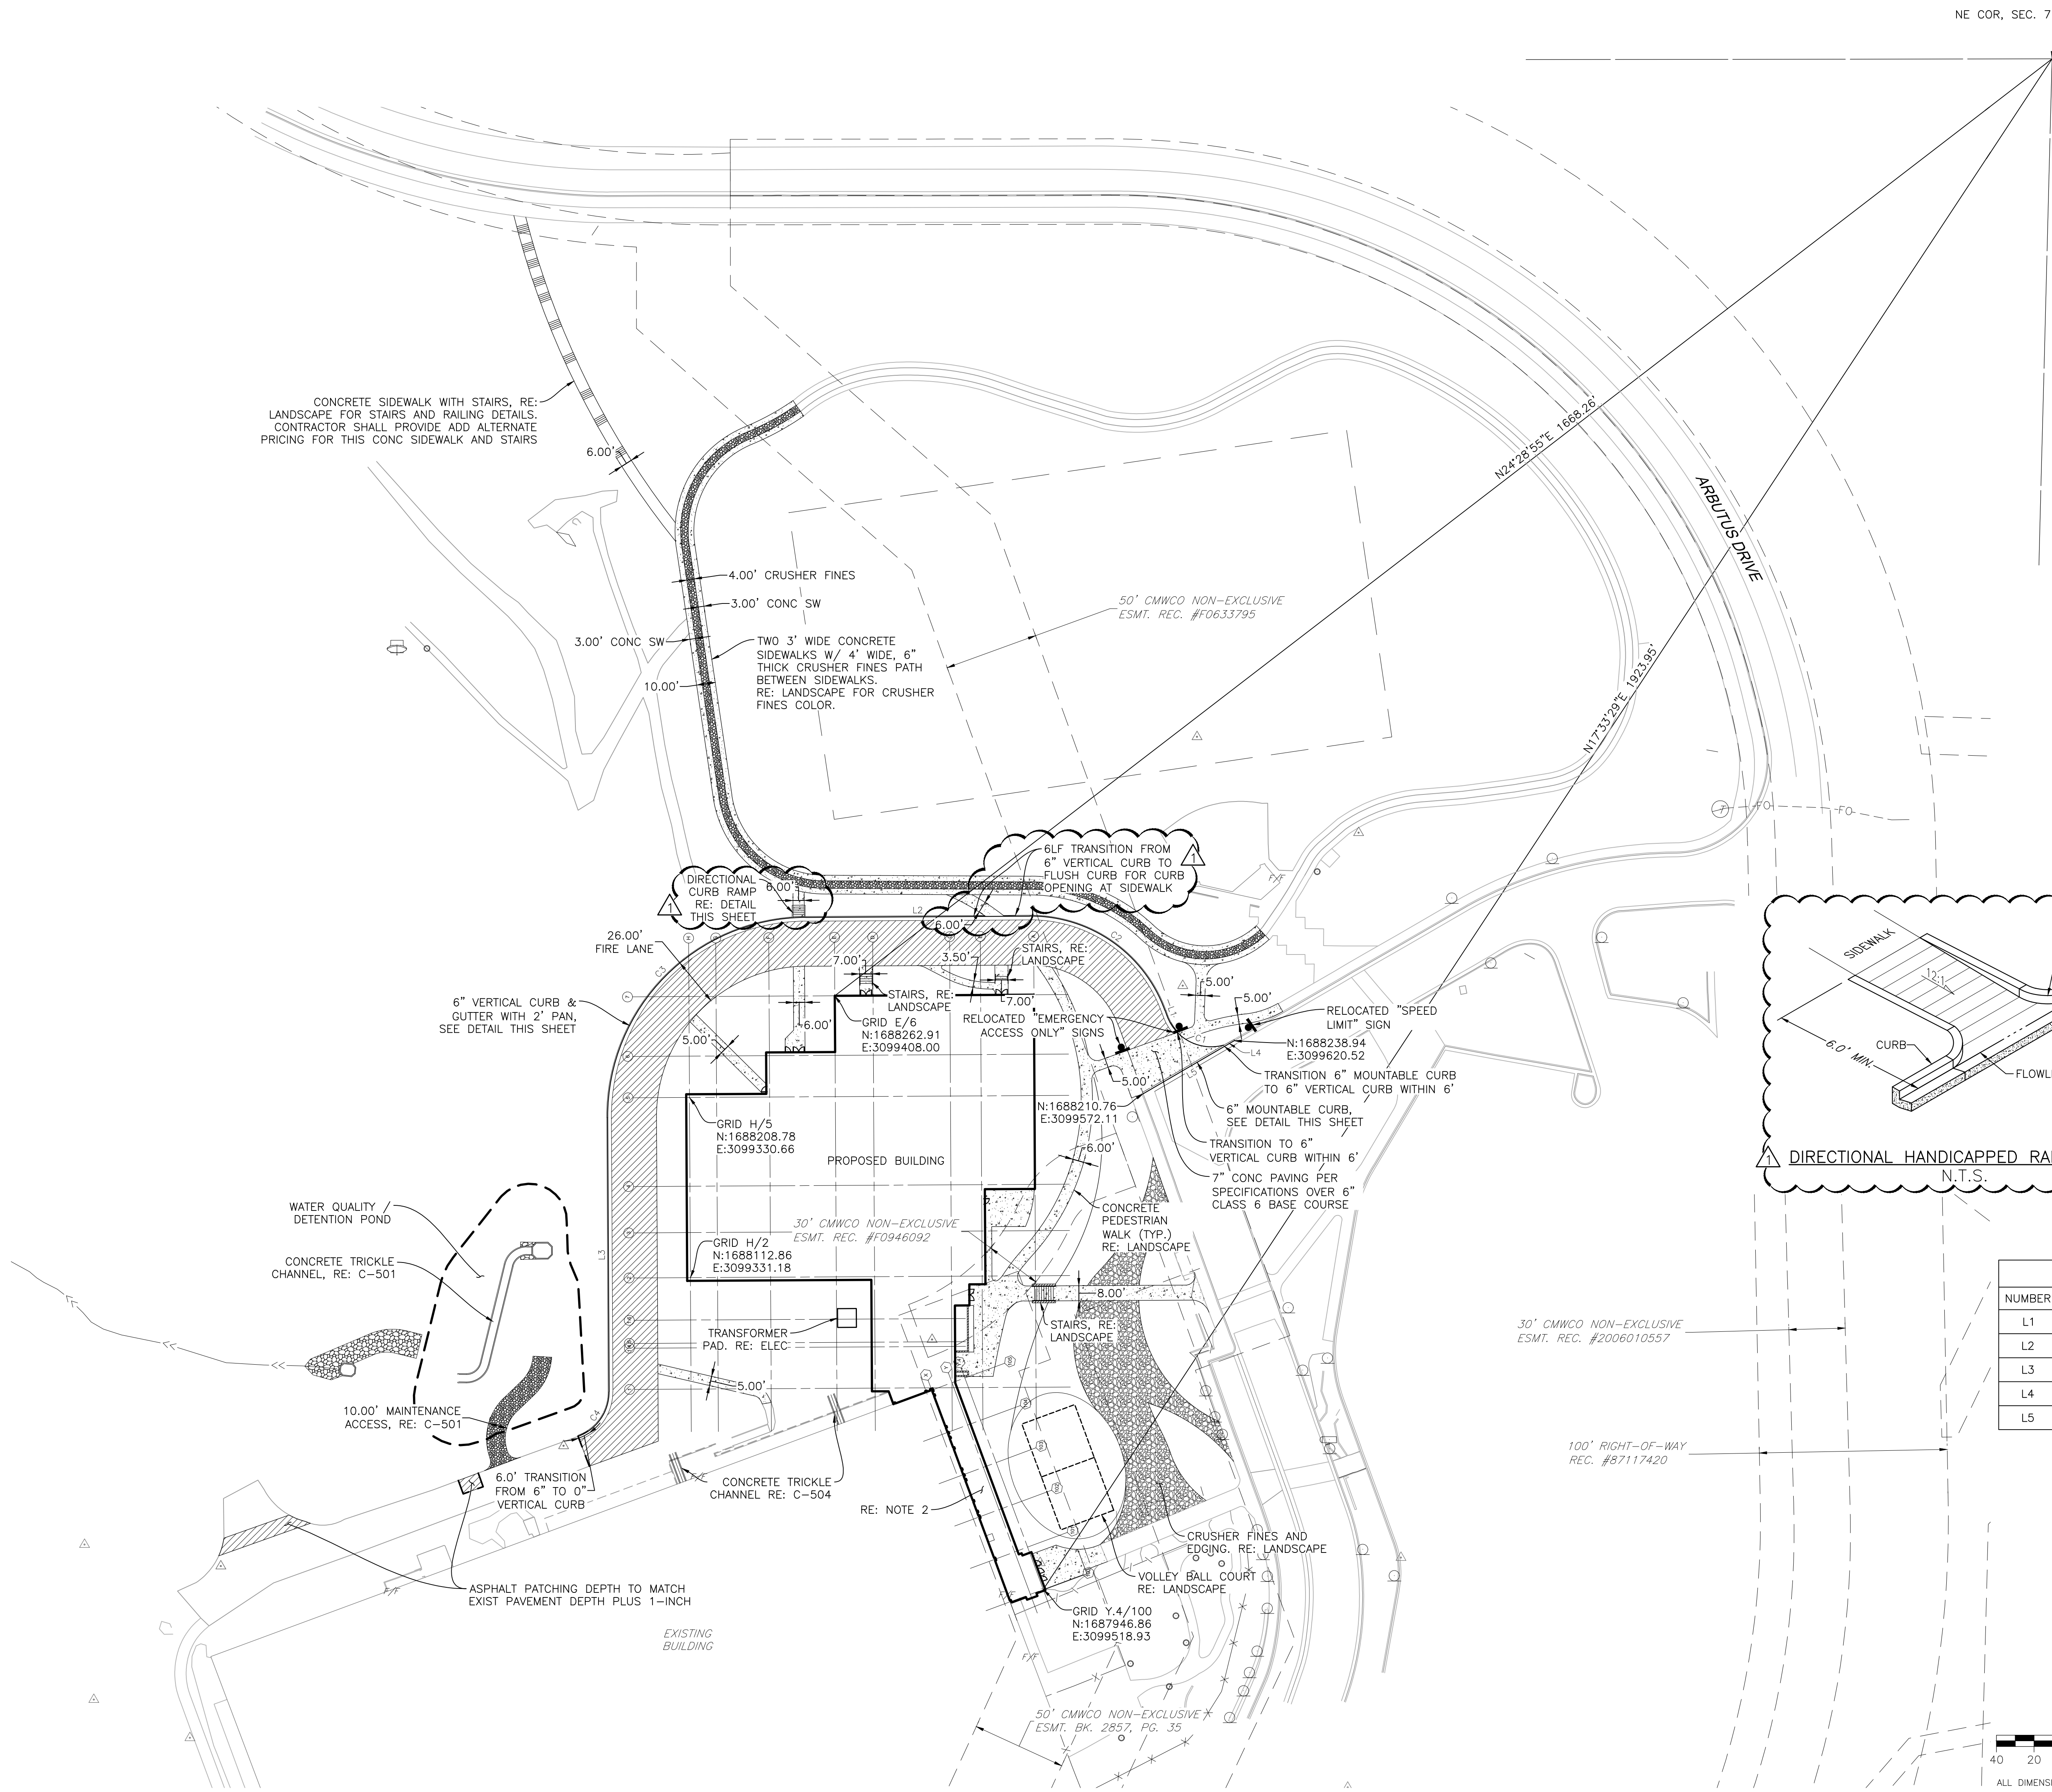 NE COR, SEC. 7
CONCRETE SIDEWALK WITH STAIRS, RE:
LANDSCAPE FOR STAIRS AND RAILING DETAILS.
CONTRACTOR SHALL PROVIDE ADD ALTERNATE
PRICING FOR THIS CONC SIDEWALK AND STAIRS
6.00'
N24°28'55"E 1668.26'
ARBUTUS DRIVE
4.00' CRUSHER FINES
3.00' CONC SW
3.00' CONC SW
50' CMWCO NON-EXCLUSIVE
ESMT. REC. #F0633795
TWO 3' WIDE CONCRETE
SIDEWALKS W/ 4' WIDE, 6"
THICK CRUSHER FINES PATH
BETWEEN SIDEWALKS.
RE: LANDSCAPE FOR CRUSHER
FINES COLOR.
10.00'
N17°33'29"E 1923.95'
T
FO
FO
6LF TRANSITION FROM
6" VERTICAL CURB TO
FLUSH CURB FOR CURB
OPENING AT SIDEWALK
1
DIRECTIONAL
CURB RAMP
RE: DETAIL
THIS SHEET
1
6.00'
L2
6.00'
F/F
C2
26.00'
FIRE LANE
C3
7.00'
3.50'
STAIRS, RE:
LANDSCAPE
STAIRS, RE:
LANDSCAPE
7.00'
6" VERTICAL CURB &
GUTTER WITH 2' PAN,
SEE DETAIL THIS SHEET
5.00'
6.00'
GRID E/6
N:1688262.91
E:3099408.00
RELOCATED "EMERGENCY
ACCESS ONLY" SIGNS
5.00'
5.00'
RELOCATED "SPEED
LIMIT" SIGN
C1
L4
N:1688238.94
E:3099620.52
L5
TRANSITION 6" MOUNTABLE CURB
TO 6" VERTICAL CURB WITHIN 6'
5.00'
N:1688210.76
E:3099572.11
6" MOUNTABLE CURB,
SEE DETAIL THIS SHEET
TRANSITION TO 6"
VERTICAL CURB WITHIN 6'
7" CONC PAVING PER
SPECIFICATIONS OVER 6"
CLASS 6 BASE COURSE
SIDEWALK
12:1
6.0' MIN.
CURB
1 DIRECTIONAL HANDICAPPED
N.T.S.
GRID H/5
N:1688208.78
E:3099330.66
PROPOSED BUILDING
6.00'
CONCRETE
PEDESTRIAN
WALK (TYP.)
RE: LANDSCAPE
WATER QUALITY /
DETENTION POND
CONCRETE TRICKLE
CHANNEL, RE: C-501
L3
30' CMWCO NON-EXCLUSIVE
ESMT. REC. #F0946092
GRID H/2
N:1688112.86
E:3099331.18
8.00'
STAIRS, RE:
LANDSCAPE
TRANSFORMER
PAD. RE: ELEC
30' CMWCO NON-EXCLUSIVE
ESMT. REC. #2006010557
NUMBER
L1
L2
L3
L4
L5
5.00'
10.00' MAINTENANCE
ACCESS, RE: C-501
C4
100' RIGHT-OF-WAY
REC. #87117420
6.0' TRANSITION
FROM 6" TO 0"
VERTICAL CURB
F/F
CONCRETE TRICKLE
CHANNEL RE: C-504
RE: NOTE 2
CRUSHER FINES AND
EDGING. RE: LANDSCAPE
VOLLEY BALL COURT
RE: LANDSCAPE
F/F
ASPHALT PATCHING DEPTH TO MATCH
EXIST PAVEMENT DEPTH PLUS 1-INCH
F/F
GRID Y.4/100
N:1687946.86
E:3099518.93
EXISTING
BUILDING
F/F
50' CMWCO NON-EXCLUSIVE
ESMT. BK. 2857, PG. 35
40 20